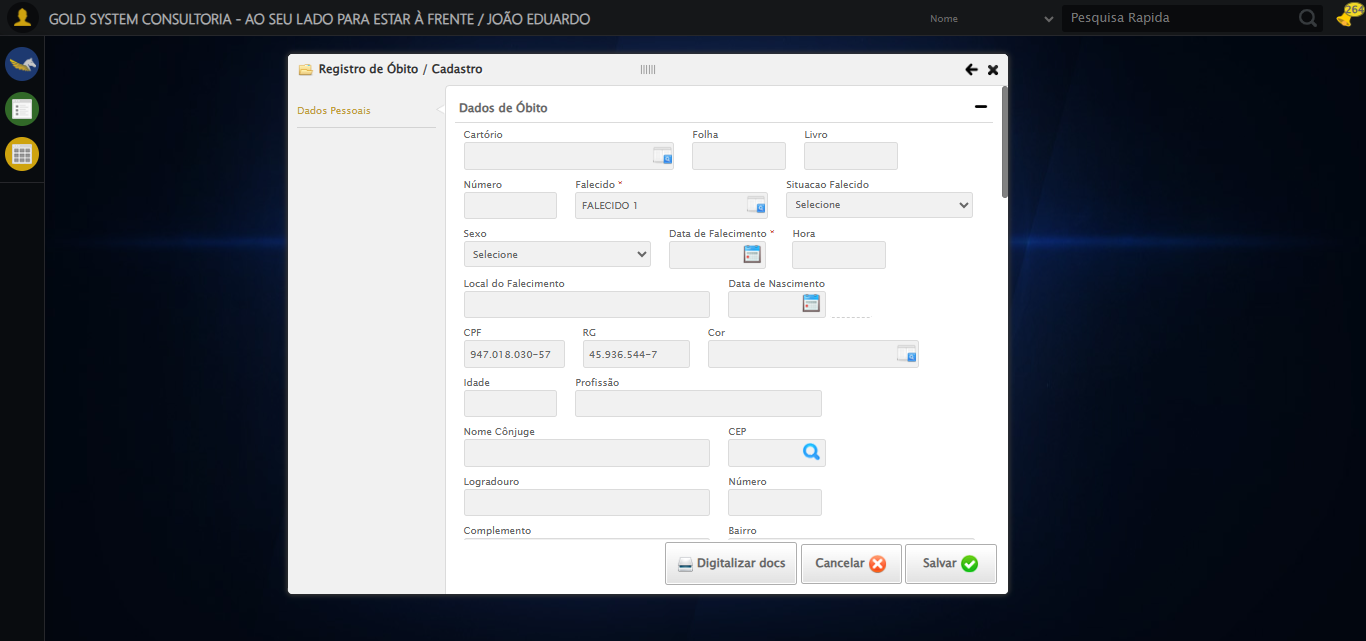 GOLD SYSTEM CONSULTORIA - AO SEU LADO PARA ESTAR À FRENTE / JOÃO EDUARDO
Nome
Pesquisa Rapida
264
Registro de Óbito / Cadastro
Dados Pessoais
Dados de Óbito
Cartório Folha Livro
Número Falecido * Situacao Falecido
FALECIDO 1 Selecione
Sexo Data de Falecimento * Hora
Selecione
Local do Falecimento Data de Nascimento
CPF RG Cor
947.018.030-57 45.936.544-7
Idade Profissão
Nome Cônjuge CEP
Logradouro Número
Complemento Bairro
Digitalizar docs Cancelar Salvar